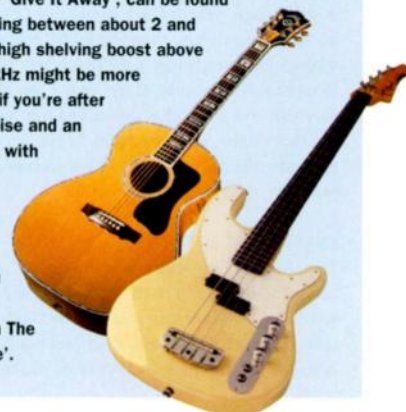 'Give It Away', can be found
ing between about 2 and
high shelving boost above
Hz might be more
if you're after
ise and an
with
The
e'.